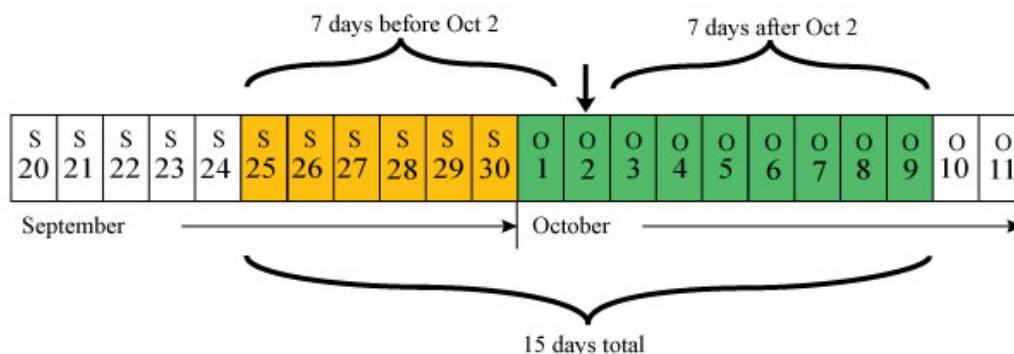 7 days before Oct 2 7 days after Oct 2
S S S S S S S S S S S O O O O O O O O O O O
20 21 22 23 24 25 26 27 28 29 30 1 2 3 4 5 6 7 8 9 10 11
September October
15 days total